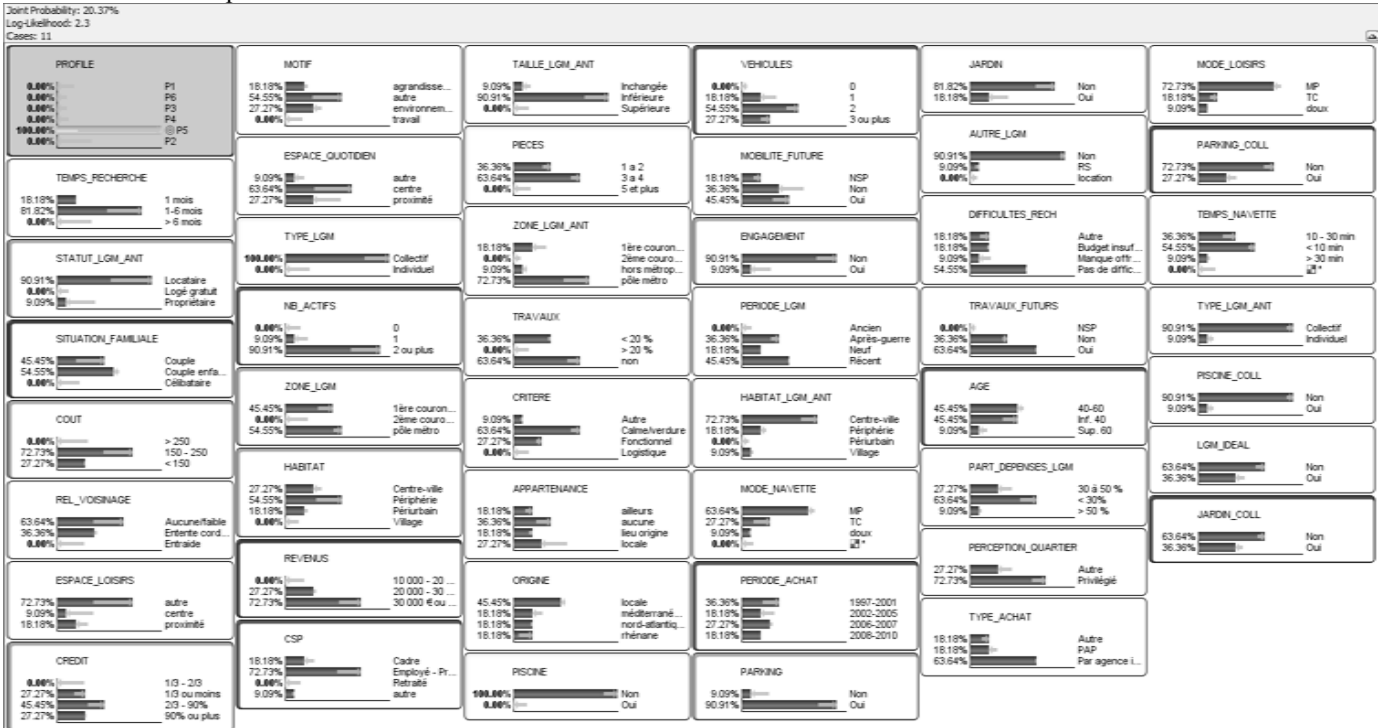 Joint Probability: 20.37%
Log-Likelihood: 2.3
Cases: 11
PROFILE
0.00% P1
0.00% P6
0.00% P3
0.00% P4
100.00% P5
0.00% P2
TEMPS_RECHERCHE
18.18% 1 mois
81.82% 1-6 mois
0.00% > 6 mois
STATUT_LGM_ANT
90.91% Locataire
0.00% Logé gratuit
9.09% Propriétaire
SITUATION_FAMILIALE
45.45% Couple
54.55% Couple enfa...
0.00% Célibataire
COUT
0.00% > 250
72.73% 150 - 250
27.27% < 150
REL_VOISINAGE
63.64% Aucune/faible
36.36% Entente cord...
0.00% Entraide
ESPACE_LOISIRS
72.73% autre
9.09% centre
18.18% proximité
CREDIT
0.00% 1/3 - 2/3
27.27% 1/3 ou moins
45.45% 2/3 - 90%
27.27% 90% ou plus
MOTIF
18.18% agrandisse...
54.55% autre
27.27% environnem...
0.00% travail
ESPACE_QUOTIDIEN
9.09% autre
63.64% centre
27.27% proximité
TYPE_LGM
100.00% Collectif
0.00% Individuel
NB_ACTIFS
0.00% 0
9.09% 1
90.91% 2 ou plus
ZONE_LGM
45.45% 1ère couron...
0.00% 2ème couro...
54.55% pôle métro
HABITAT
27.27% Centre-ville
54.55% Périphérie
18.18% Périurbain
0.00% Village
REVENUS
0.00% 10 000 - 20 ...
27.27% 20 000 - 30 ...
72.73% 30 000 € ou ...
CSP
18.18% Cadre
72.73% Employé - Pr...
0.00% Retraité
9.09% autre
TAILLE_LGM_ANT
9.09% Inchangée
90.91% Inférieure
0.00% Supérieure
PIECES
36.36% 1 a 2
63.64% 3 a 4
0.00% 5 et plus
ZONE_LGM_ANT
18.18% 1ère couron...
0.00% 2ème couro...
9.09% hors métrop...
72.73% pôle métro
TRAVAUX
36.36% < 20 %
0.00% > 20 %
63.64% non
CRITERE
9.09% Autre
63.64% Calme/verdure
27.27% Fonctionnel
0.00% Logistique
APPARTENANCE
18.18% ailleurs
36.36% aucune
18.18% lieu origine
27.27% locale
ORIGINE
45.45% locale
18.18% méditerrané...
18.18% nord-atlantiq...
18.18% rhénane
PISCINE
100.00% Non
0.00% Oui
VEHICULES
0.00% 0
18.18% 1
54.55% 2
27.27% 3 ou plus
MOBILITE_FUTURE
18.18% NSP
36.36% Non
45.45% Oui
ENGAGEMENT
90.91% Non
9.09% Oui
PERIODE_LGM
0.00% Ancien
36.36% Après-guerre
18.18% Neuf
45.45% Récent
HABITAT_LGM_ANT
72.73% Centre-ville
18.18% Périphérie
0.00% Périurbain
9.09% Village
MODE_NAVETTE
63.64% MP
27.27% TC
9.09% doux
0.00% *
PERIODE_ACHAT
36.36% 1997-2001
18.18% 2002-2005
27.27% 2006-2007
18.18% 2008-2010
PARKING
9.09% Non
90.91% Oui
JARDIN
81.82% Non
18.18% Oui
AUTRE_LGM
90.91% Non
9.09% RS
0.00% location
DIFFICULTES_RECH
18.18% Autre
18.18% Budget insuf...
9.09% Manque offr...
54.55% Pas de diffic...
TRAVAUX_FUTURS
0.00% NSP
36.36% Non
63.64% Oui
AGE
45.45% 40-60
45.45% Inf. 40
9.09% Sup. 60
PART_DEPENSES_LGM
27.27% 30 à 50 %
63.64% < 30%
9.09% > 50 %
PERCEPTION_QUARTIER
27.27% Autre
72.73% Privilégié
TYPE_ACHAT
18.18% Autre
18.18% PAP
63.64% Par agence i...
MODE_LOISIRS
72.73% MP
18.18% TC
9.09% doux
PARKING_COLL
72.73% Non
27.27% Oui
TEMPS_NAVETTE
36.36% 10 - 30 min
54.55% < 10 min
9.09% > 30 min
0.00% *
TYPE_LGM_ANT
90.91% Collectif
9.09% Individuel
PISCINE_COLL
90.91% Non
9.09% Oui
LGM_IDEAL
63.64% Non
36.36% Oui
JARDIN_COLL
63.64% Non
36.36% Oui